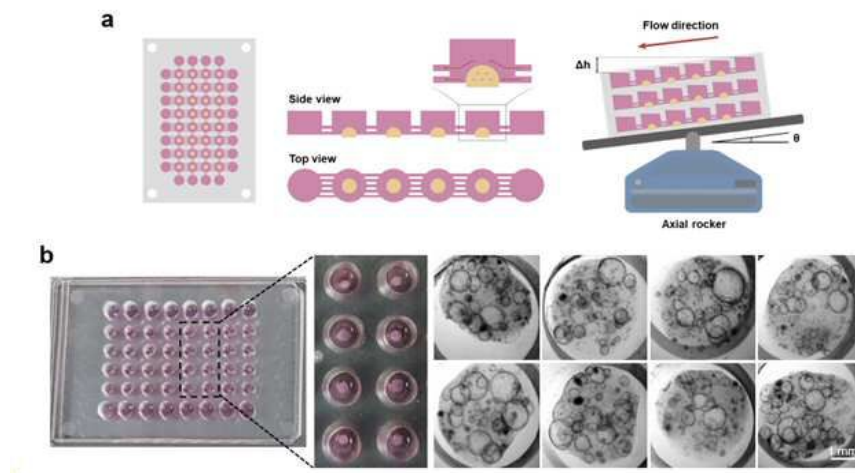 a
Flow direction
Δh
Side view
Top view
θ
Axial rocker
b
1 mm